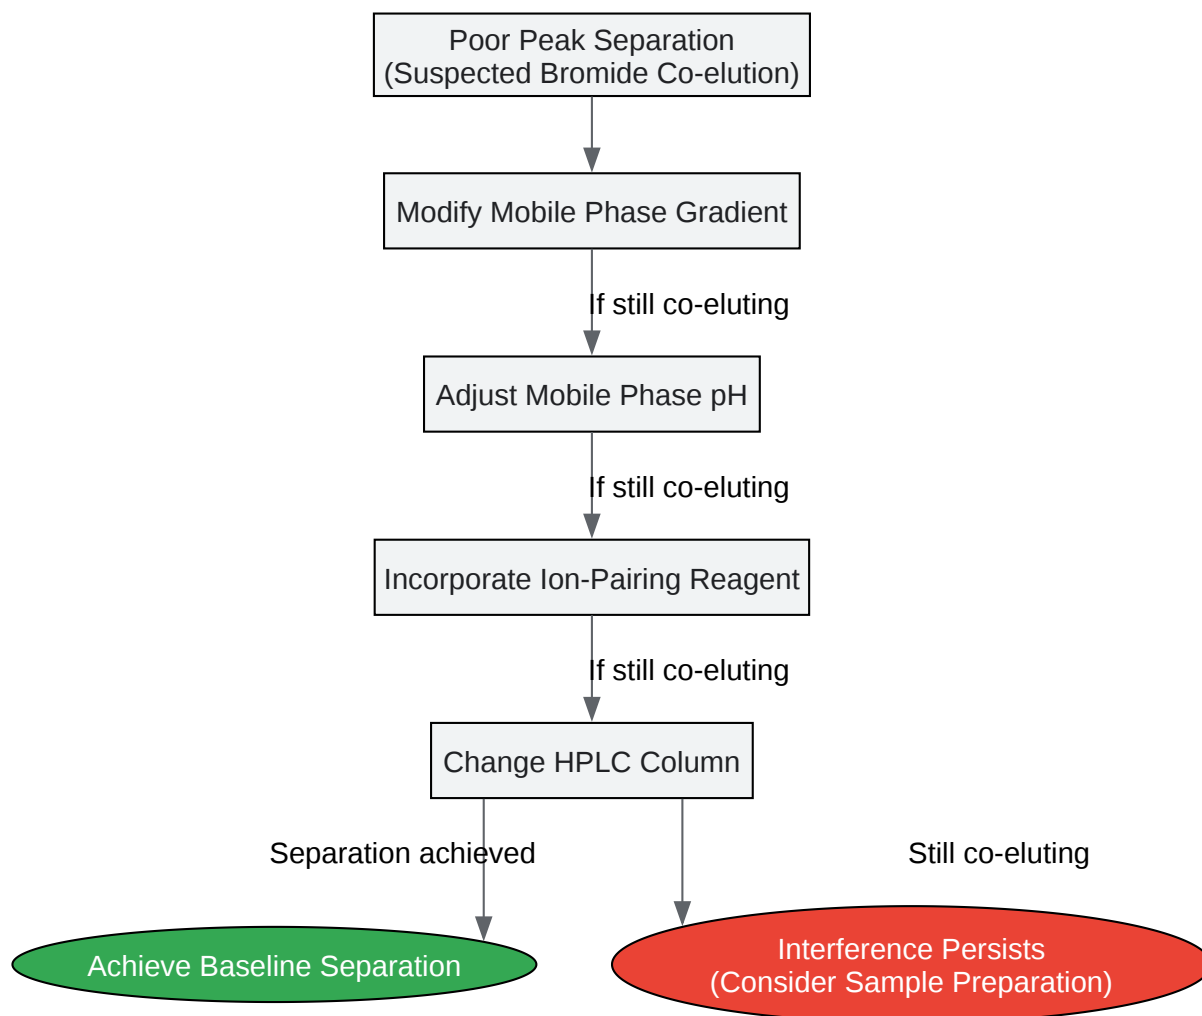 Poor Peak Separation
(Suspected Bromide Co-elution)
Modify Mobile Phase Gradient
If still co-eluting
Adjust Mobile Phase pH
If still co-eluting
Incorporate Ion-Pairing Reagent
If still co-eluting
Change HPLC Column
Separation achieved
Still co-eluting
Achieve Baseline Separation
Interference Persists
(Consider Sample Preparation)